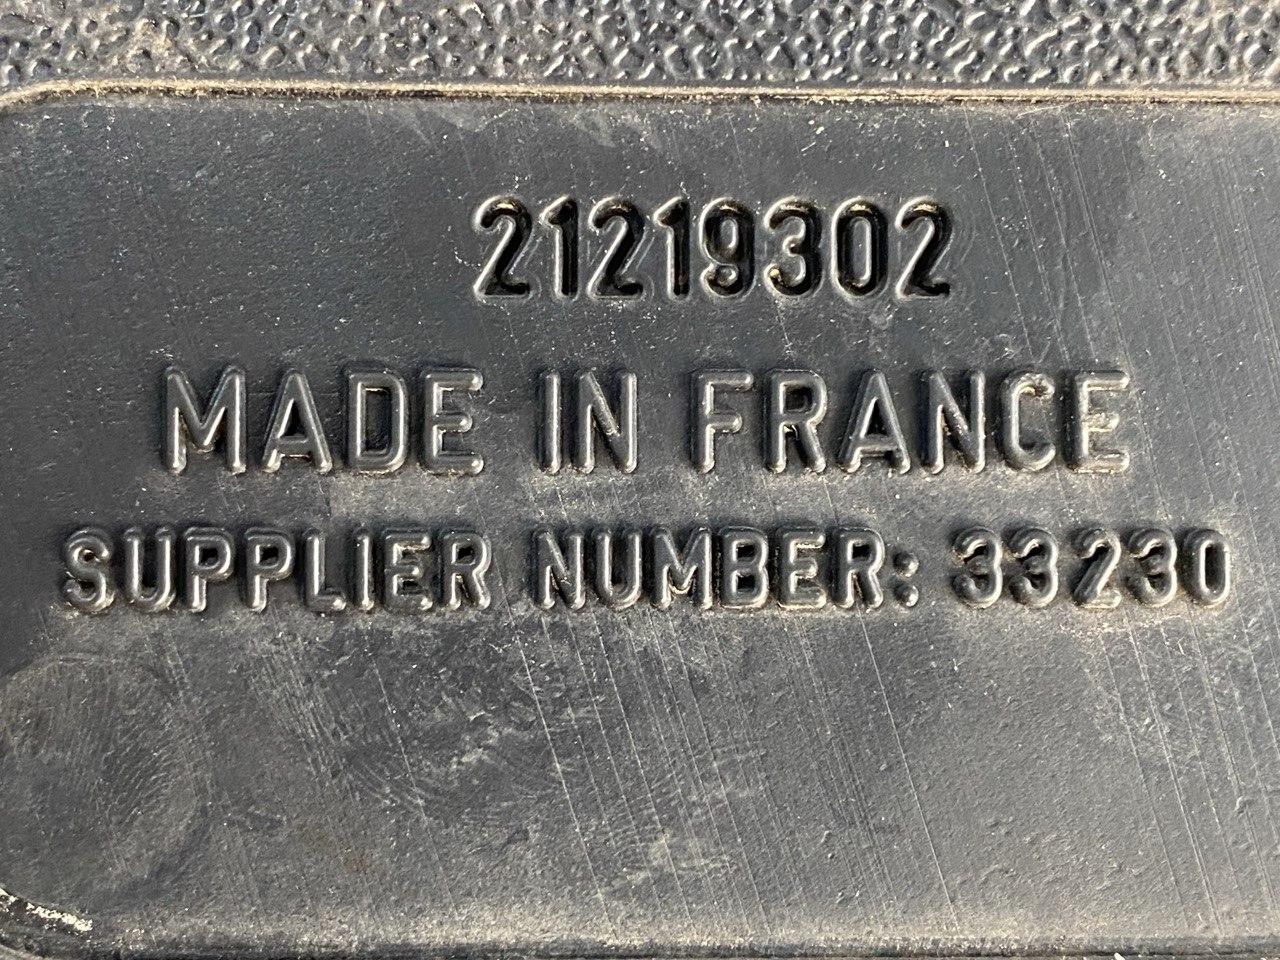 21219302
MADE IN FRANCE
SUPPLIER NUMBER: 33230